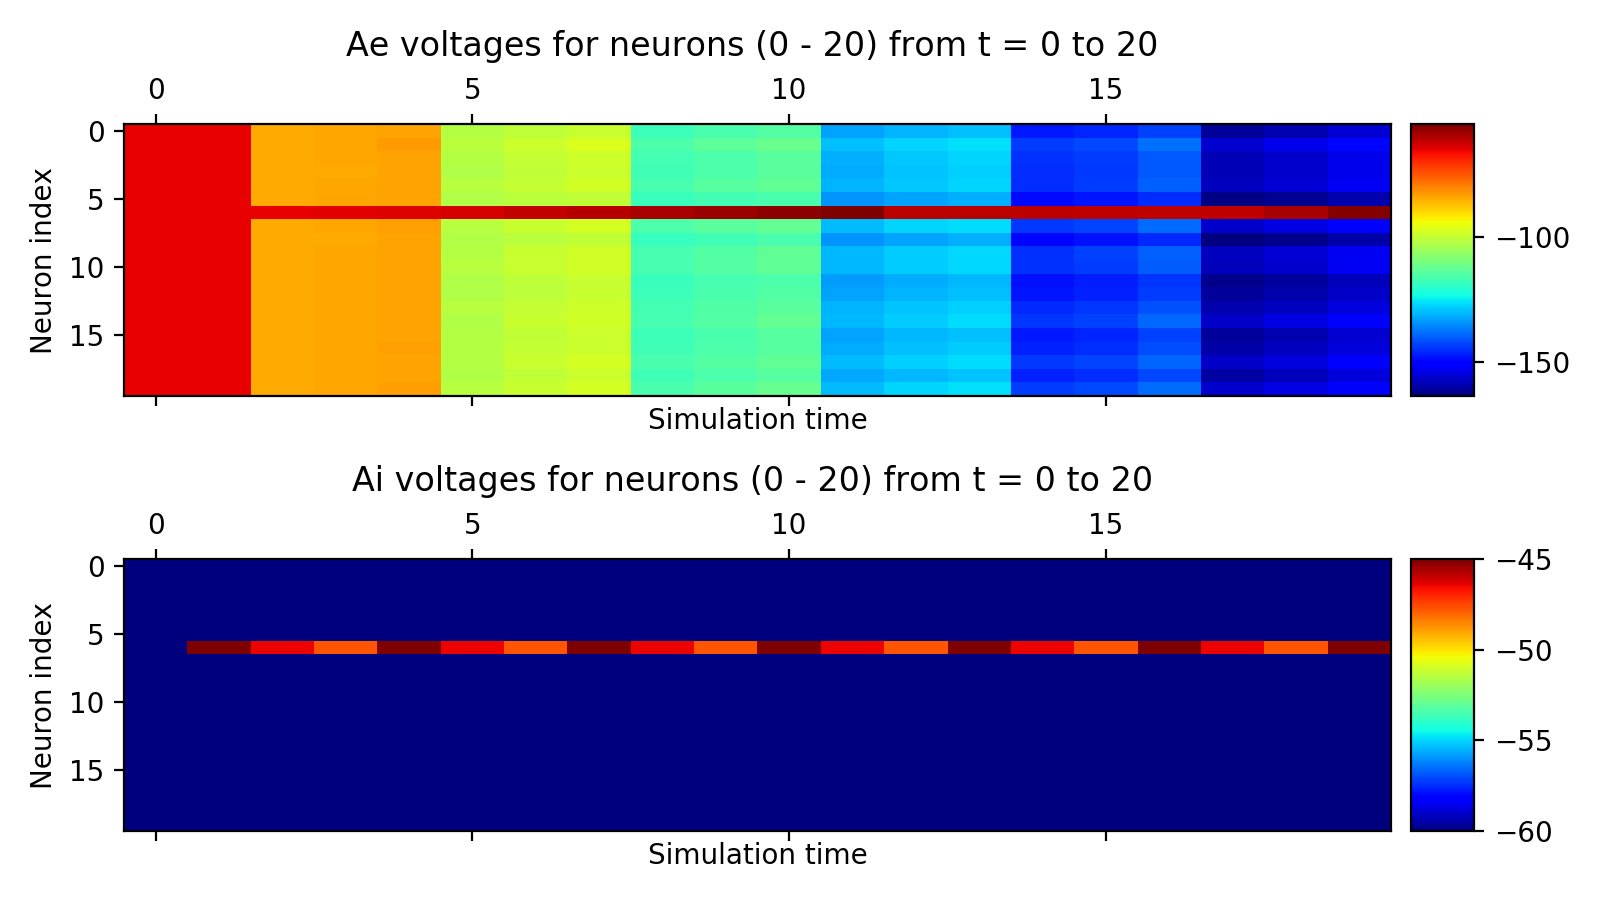 Ae voltages for neurons (0 - 20) from t = 0 to 20
0 5 10 15
Neuron index
0
5
10
15
Simulation time
−100
−150
Ai voltages for neurons (0 - 20) from t = 0 to 20
0 5 10 15
Neuron index
0
5
10
15
Simulation time
−45
−50
−55
−60